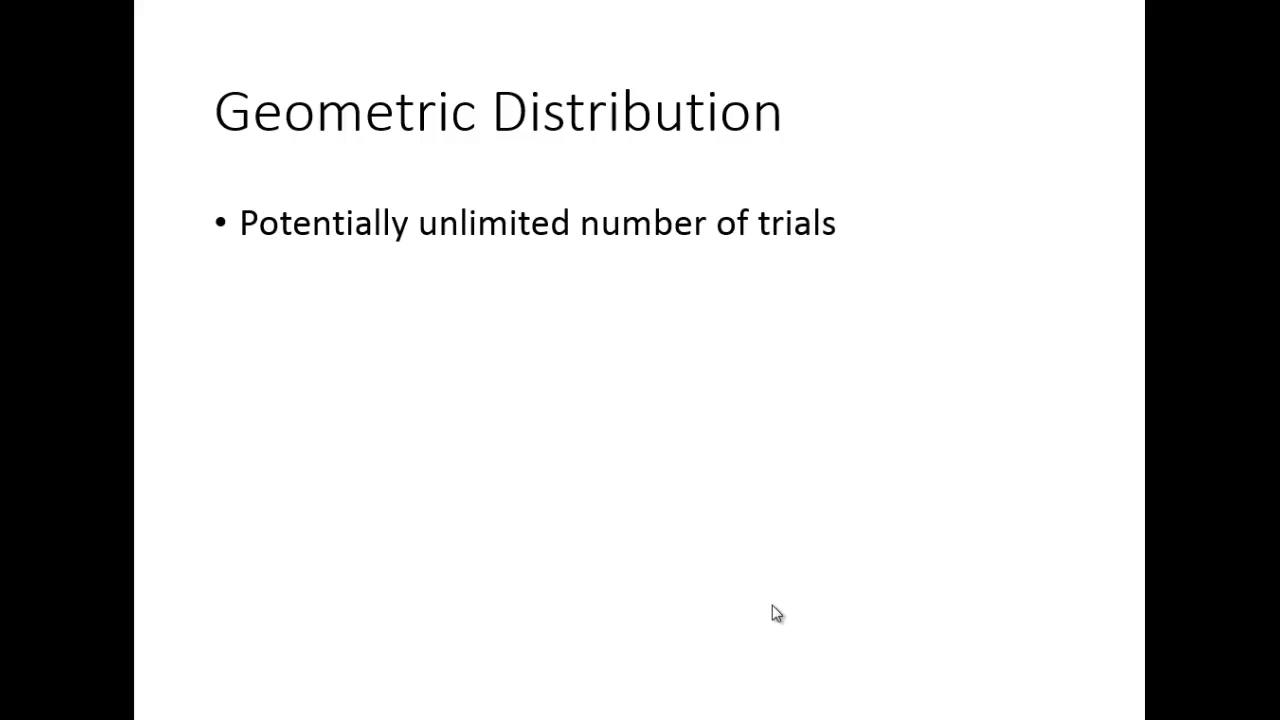 Geometric Distribution
• Potentially unlimited number of trials